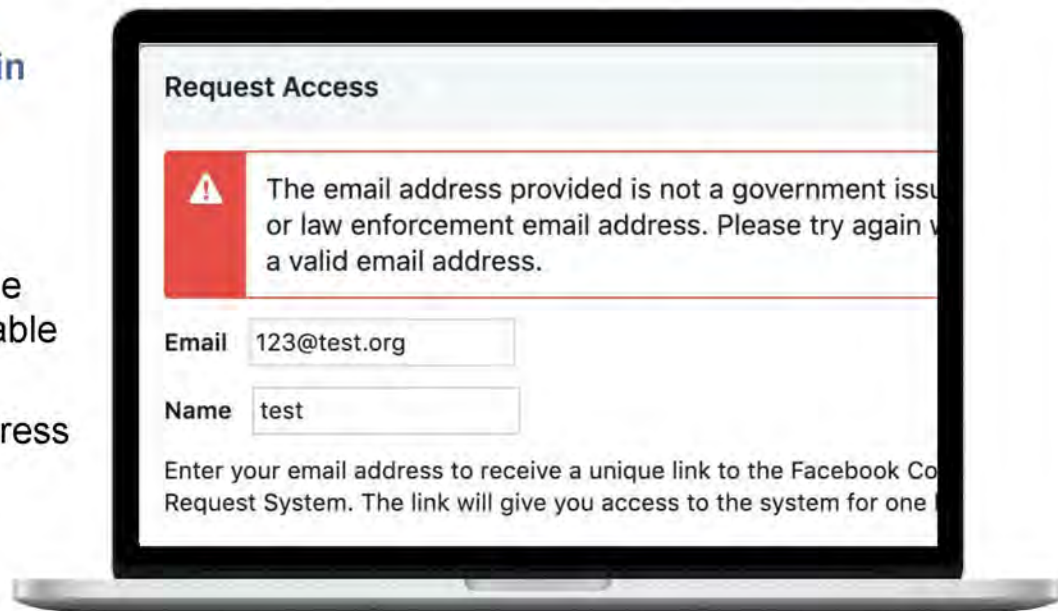 in
Request Access
The email address provided is not a government issu
or law enforcement email address. Please try again
a valid email address.
e
able
Email 123@test.org
ress
Name test
Enter your email address to receive a unique link to the Facebook Co
Request System. The link will give you access to the system for one